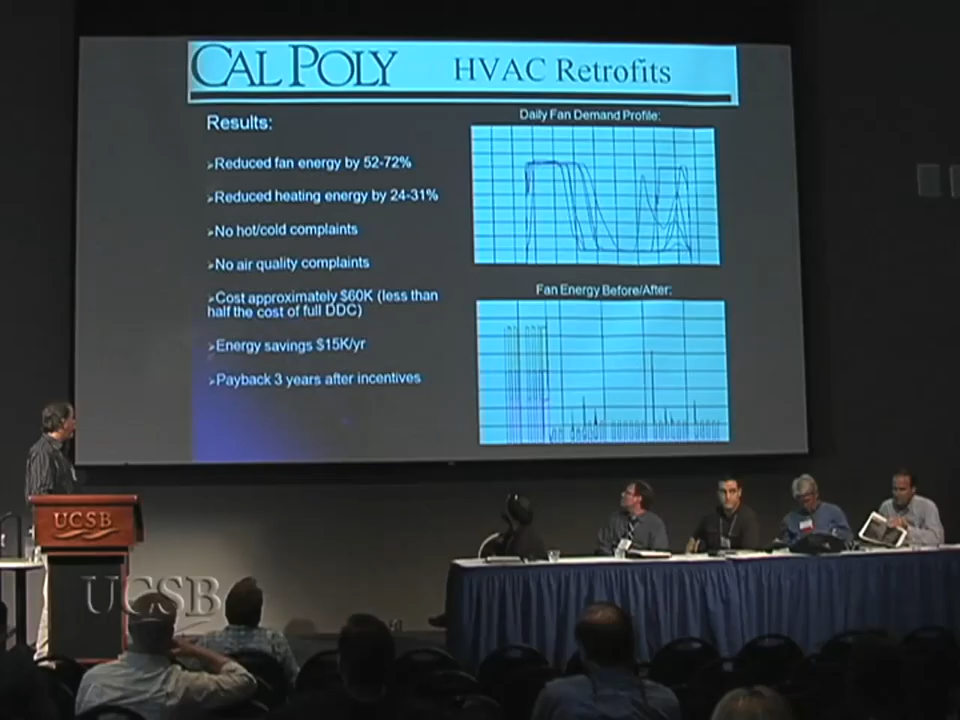 CAL POLY HVAC Retrofits
Results:
➢Reduced fan energy by 52-72%
➢Reduced heating energy by 24-31%
➢No hot/cold complaints
➢No air quality complaints
➢Cost approximately $60K (less than
half the cost of full DDC)
➢Energy savings $15K/yr
➢Payback 3 years after incentives
Daily Fan Demand Profile:
Fan Energy Before/After:
UCSB
UCSB